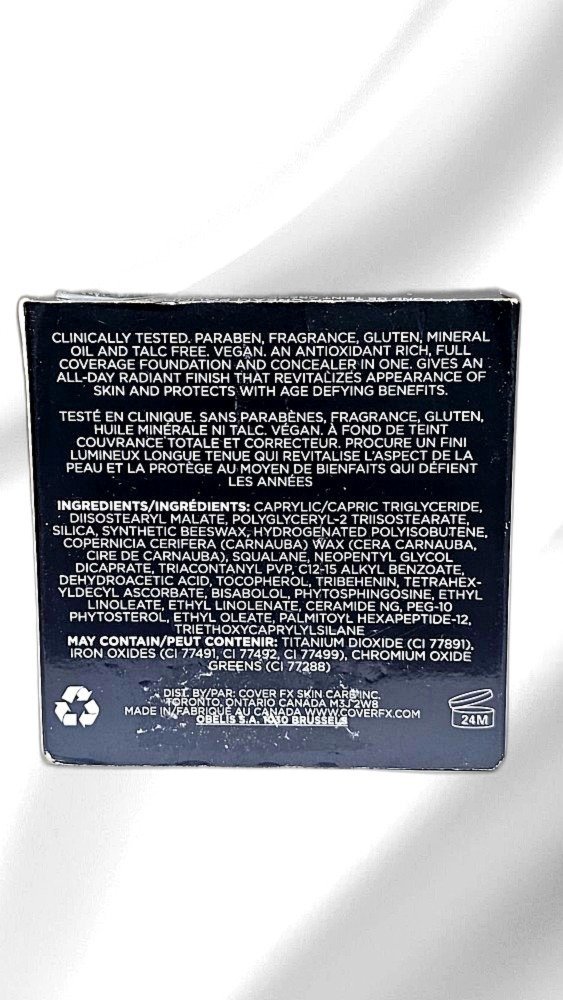 CLINICALLY TESTED. PARABEN, FRAGRANCE, GLUTEN, MINERAL
OIL AND TALC FREE. VEGAN. AN ANTIOXIDANT RICH, FULL
COVERAGE FOUNDATION AND CONCEALER IN ONE. GIVES AN
ALL-DAY RADIANT FINISH THAT REVITALIZES APPEARANCE OF
SKIN AND PROTECTS WITH AGE DEFYING BENEFITS.
TESTÉ EN CLINIQUE. SANS PARABÈNES, FRAGRANCE, GLUTEN,
HUILE MINÉRALE NI TALC. VÉGAN. À FOND DE TEINT
COUVRANCE TOTALE ET CORRECTEUR. PROCURE UN FINI
LUMINEUX LONGUE TENUE QUI REVITALISE L'ASPECT DE LA
PEAU ET LA PROTÈGE AU MOYEN DE BIENFAITS QUI DÉFIENT
LES ANNÉES
INGREDIENTS/INGRÉDIENTS: CAPRYLIC/CAPRIC TRIGLYCERIDE,
DIISOSTEARYL MALATE, POLYGLYCERYL-2 TRIISOSTEARATE,
SILICA, SYNTHETIC BEESWAX, HYDROGENATED POLYISOBUTENE,
COPERNICIA CERIFERA (CARNAUBA) WAX (CERA CARNAUBA,
CIRE DE CARNAUBA), SQUALANE, NEOPENTYL GLYCOL
DICAPRATE, TRIACONTANYL PVP, C12-15 ALKYL BENZOATE,
DEHYDROACETIC ACID, TOCOPHEROL, TRIBEHENIN, TETRAHEX-
YLDECYL ASCORBATE, BISABOLOL, PHYTOSPHINGOSINE, ETHYL
LINOLEATE, ETHYL LINOLENATE, CERAMIDE NG, PEG-10
PHYTOSTEROL, ETHYL OLEATE, PALMITOYL HEXAPEPTIDE-12,
TRIETHOXYCAPRYLYLSILANE
MAY CONTAIN/PEUT CONTENIR: TITANIUM DIOXIDE (CI 77891),
IRON OXIDES (CI 77491, CI 77492, CI 77499), CHROMIUM OXIDE
GREENS (CI 77288)
DIST. BY/PAR: COVER FX SKIN CARE INC.
TORONTO, ONTARIO CANADA M3J 2W8
MADE IN/FABRIQUÉ AU CANADA WWW.COVERFX.COM
OBELIS S.A. 1030 BRUSSELS
24M